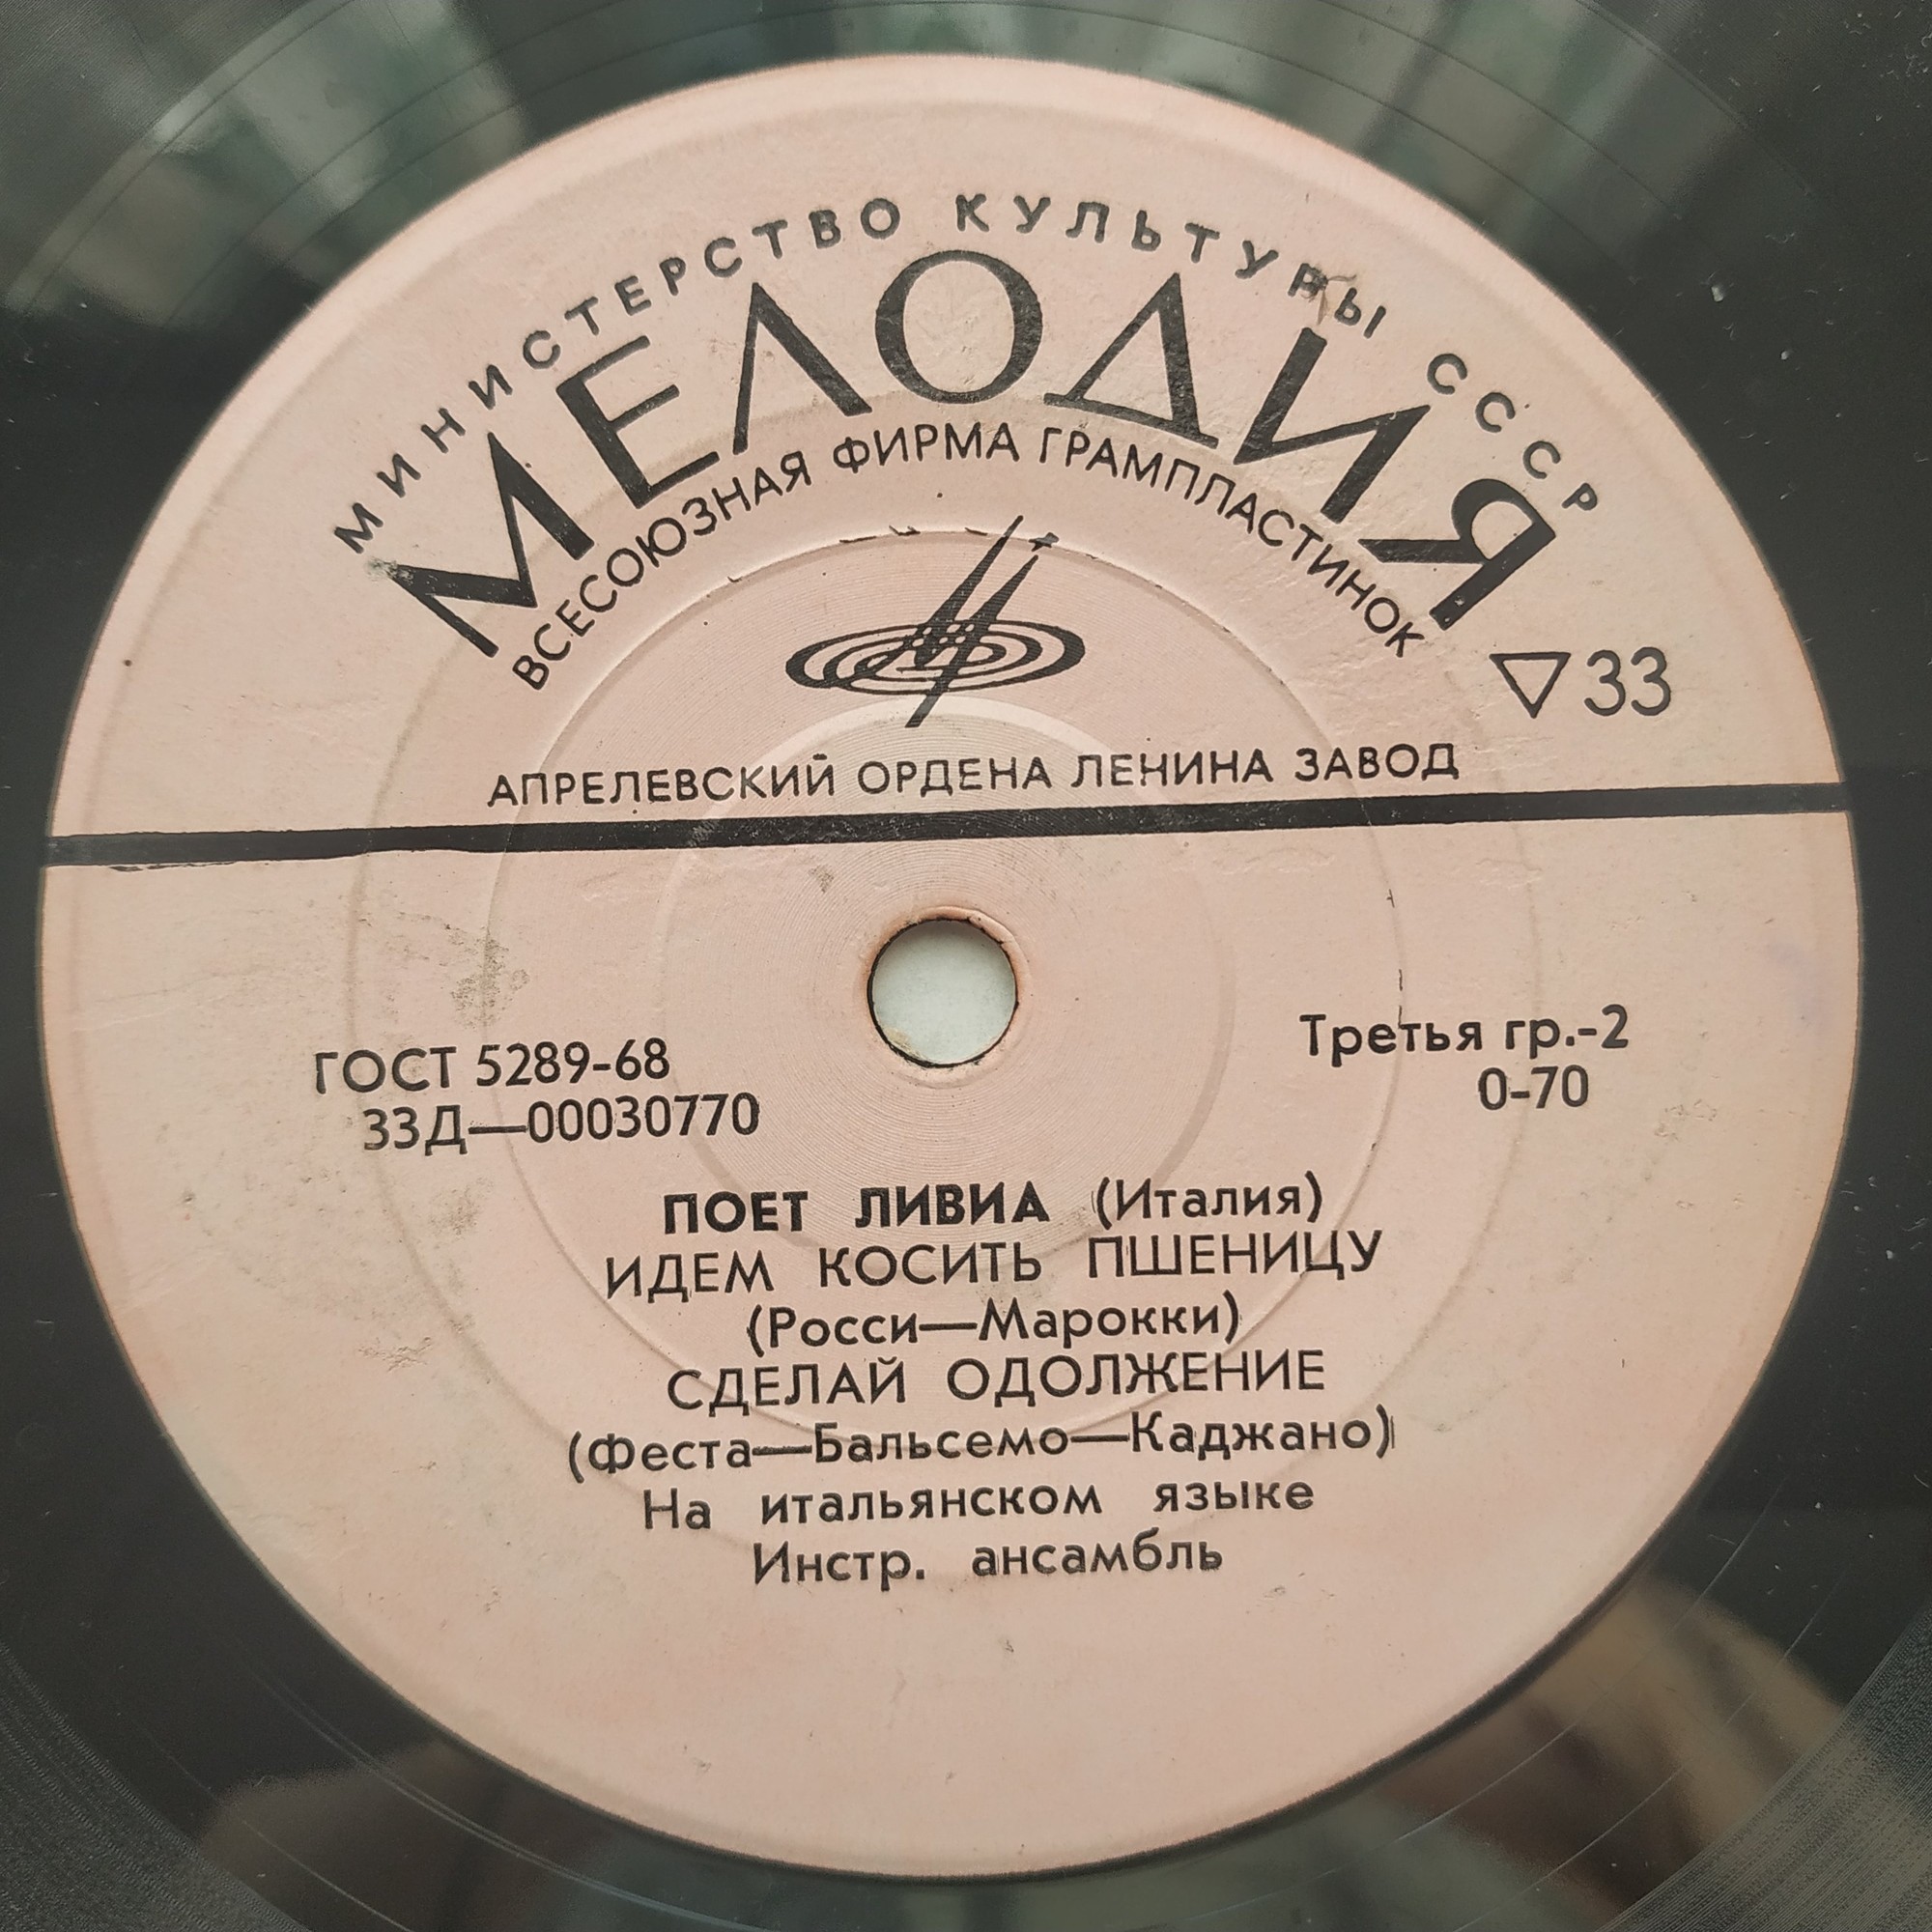 МИНИСТЕРСТВО КУЛЬТУРЫ СССР
МЕЛОДИЯ
ВСЕСОЮЗНАЯ ФИРМА ГРАМПЛАСТИНОК
33
АПРЕЛЕВСКИЙ ОРДЕНА ЛЕНИНА ЗАВОД
ГОСТ 5289-68
33Д—00030770
Третья гр.-2
0-70
ПОЕТ ЛИВИА (Италия)
ИДЕМ КОСИТЬ ПШЕНИЦУ
(Росси—Марокки)
СДЕЛАЙ ОДОЛЖЕНИЕ
(Феста—Бальсемо—Каджано)
На итальянском языке
Инстр. ансамбль